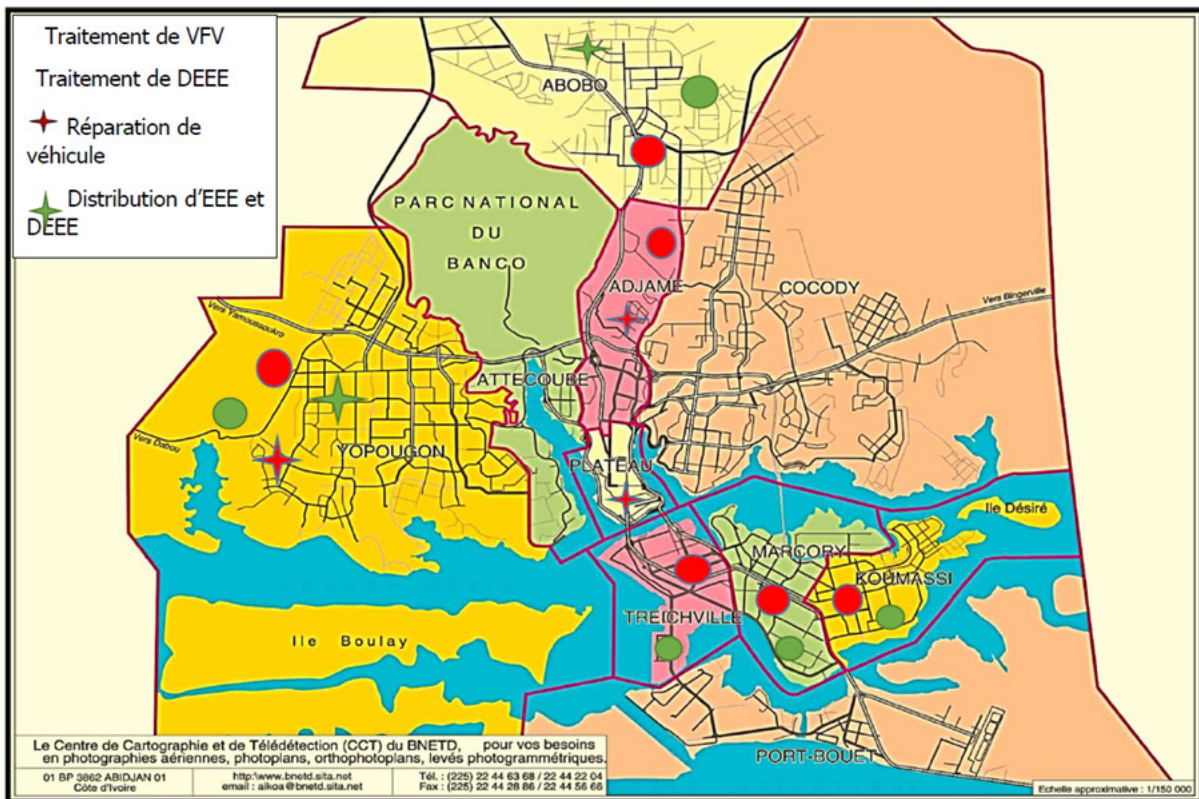 Traitement de VFV
Traitement de DEEE
Réparation de
véhicule
Distribution d'EEE et
DEEE
ABOBO
PARC NATIONAL
DU
BANCO
ADJAME
COCODY
Vers Bingerville
Vers Yamoussoukro
ATTECOUBE
Vers Dabou
YOPOUGON
PLATEAU
Ile Désiré
MARCORY
KOUMASSI
TREICHVILLE
Ile Boulay
PORT-BOUET
Le Centre de Cartographie et de Télédétection (CCT) du BNETD, pour vos besoins
en photographies aériennes, photoplans, orthophotoplans, levés photogrammétriques.
01 BP 3862 ABIDJAN 01
Côte d'Ivoire
http:\www.bnetd.sita.net
email : aikoa@bnetd.sita.net
Tél. : (225) 22 44 63 68 / 22 44 22 04
Fax : (225) 22 44 28 86 / 22 44 56 66
Echelle approximative : 1/150 000